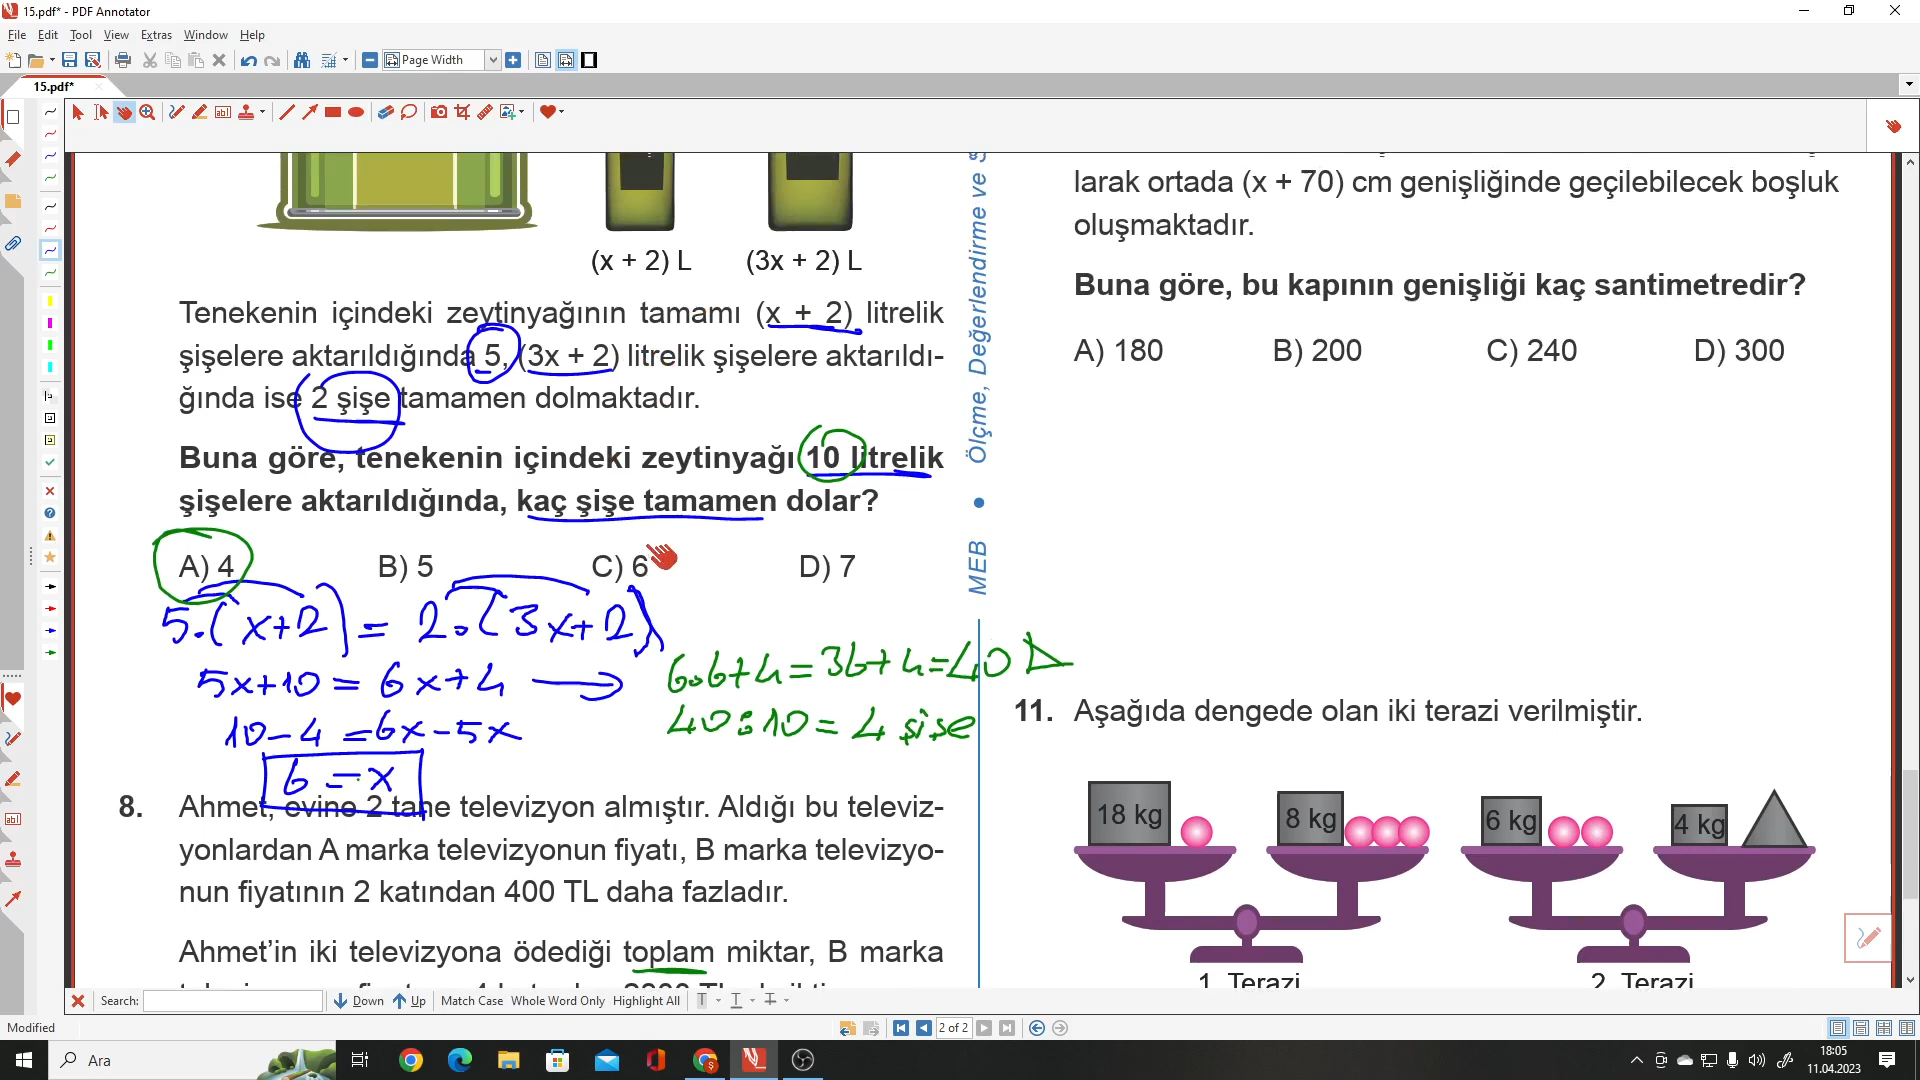 15.pdf* - PDF Annotator
File Edit Tool View Extras Window Help
Page Width
15.pdf*
(x + 2) L (3x + 2) L
Tenekenin içindeki zeytinyağının tamamı (x + 2) litrelik
şişelere aktarıldığında 5, (3x + 2) litrelik şişelere aktarıldı-
ğında ise 2 şişe tamamen dolmaktadır.
Buna göre, tenekenin içindeki zeytinyağı 10 litrelik
şişelere aktarıldığında, kaç şişe tamamen dolar?
A) 4 B) 5 C) 6 D) 7
5.(x+2) = 2.(3x+2)
5x+10 = 6x+4
10-4 = 6x-5x
6 = x
6.6+4=36+4=40 L
40:10 = 4 şişe
8. Ahmet, evine 2 tane televizyon almıştır. Aldığı bu televiz-
yonlardan A marka televizyonun fiyatı, B marka televizyo-
nun fiyatının 2 katından 400 TL daha fazladır.
Ahmet'in iki televizyona ödediği toplam miktar, B marka
MEB • Ölçme, Değerlendirme ve
larak ortada (x + 70) cm genişliğinde geçilebilecek boşluk
oluşmaktadır.
Buna göre, bu kapının genişliği kaç santimetredir?
A) 180 B) 200 C) 240 D) 300
11. Aşağıda dengede olan iki terazi verilmiştir.
18 kg 8 kg 6 kg 4 kg
1. Terazi 2. Terazi
Search: Down Up Match Case Whole Word Only Highlight All
Modified
2 of 2
Ara
18:05
11.04.2023